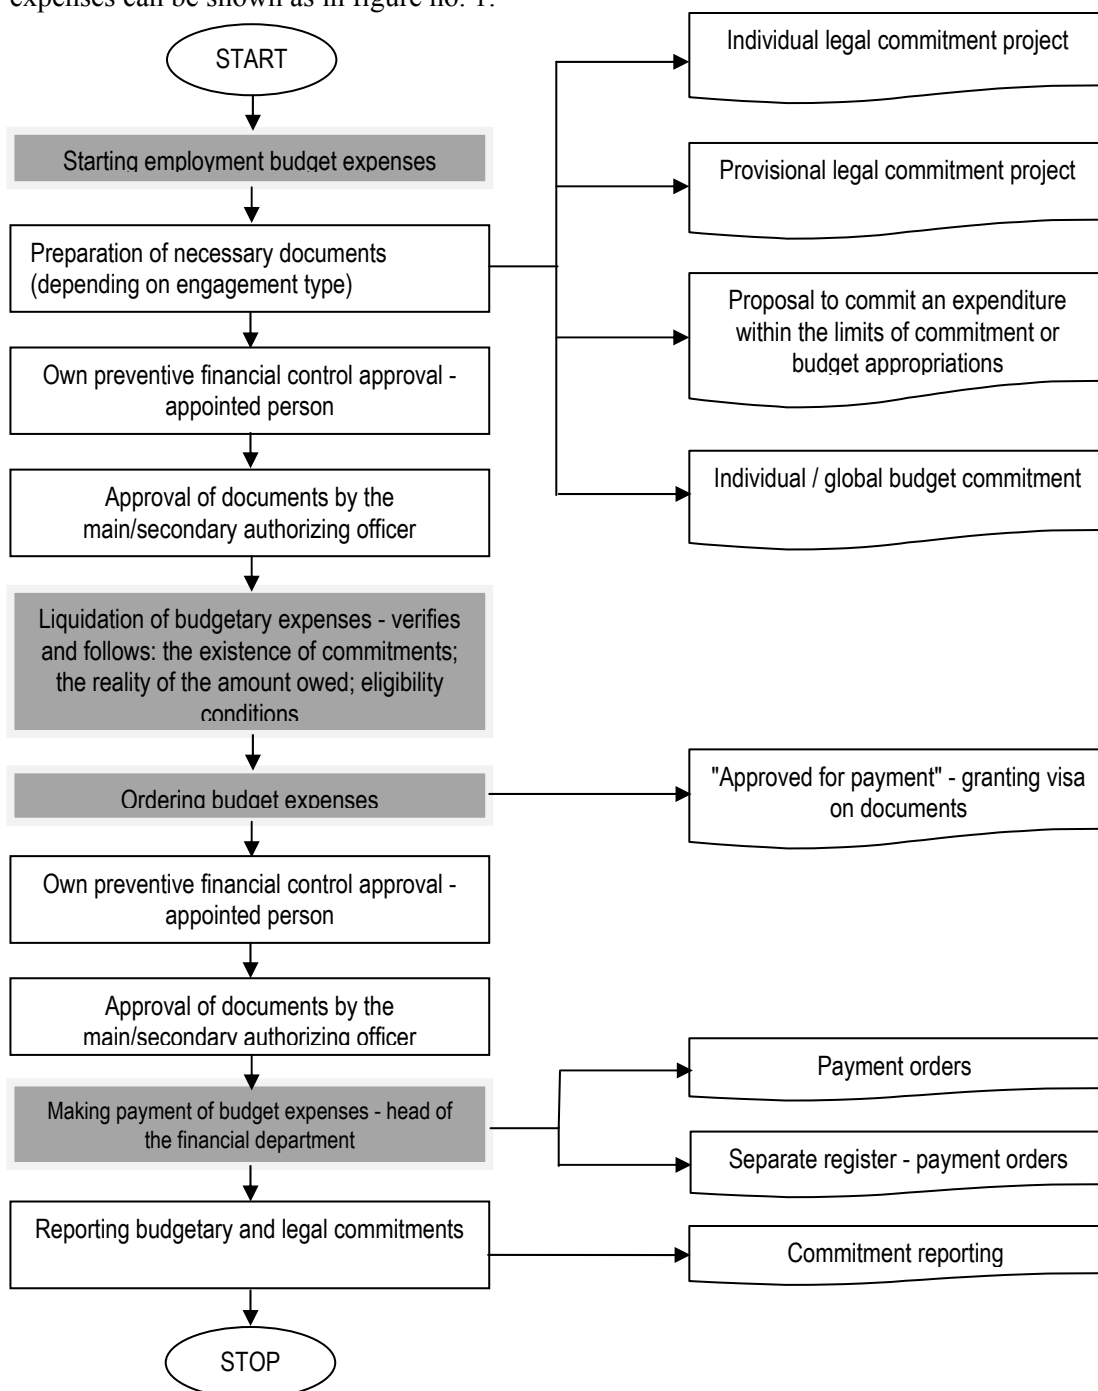 expenses can be shown as in figure no. 1.
START
Starting employment budget expenses
Preparation of necessary documents
(depending on engagement type)
Own preventive financial control approval -
appointed person
Approval of documents by the
main/secondary authorizing officer
Liquidation of budgetary expenses - verifies
and follows: the existence of commitments;
the reality of the amount owed; eligibility
conditions
Ordering budget expenses
Own preventive financial control approval -
appointed person
Approval of documents by the
main/secondary authorizing officer
Making payment of budget expenses - head of
the financial department
Reporting budgetary and legal commitments
STOP
Individual legal commitment project
Provisional legal commitment project
Proposal to commit an expenditure
within the limits of commitment or
budget appropriations
Individual / global budget commitment
"Approved for payment" - granting visa
on documents
Payment orders
Separate register - payment orders
Commitment reporting